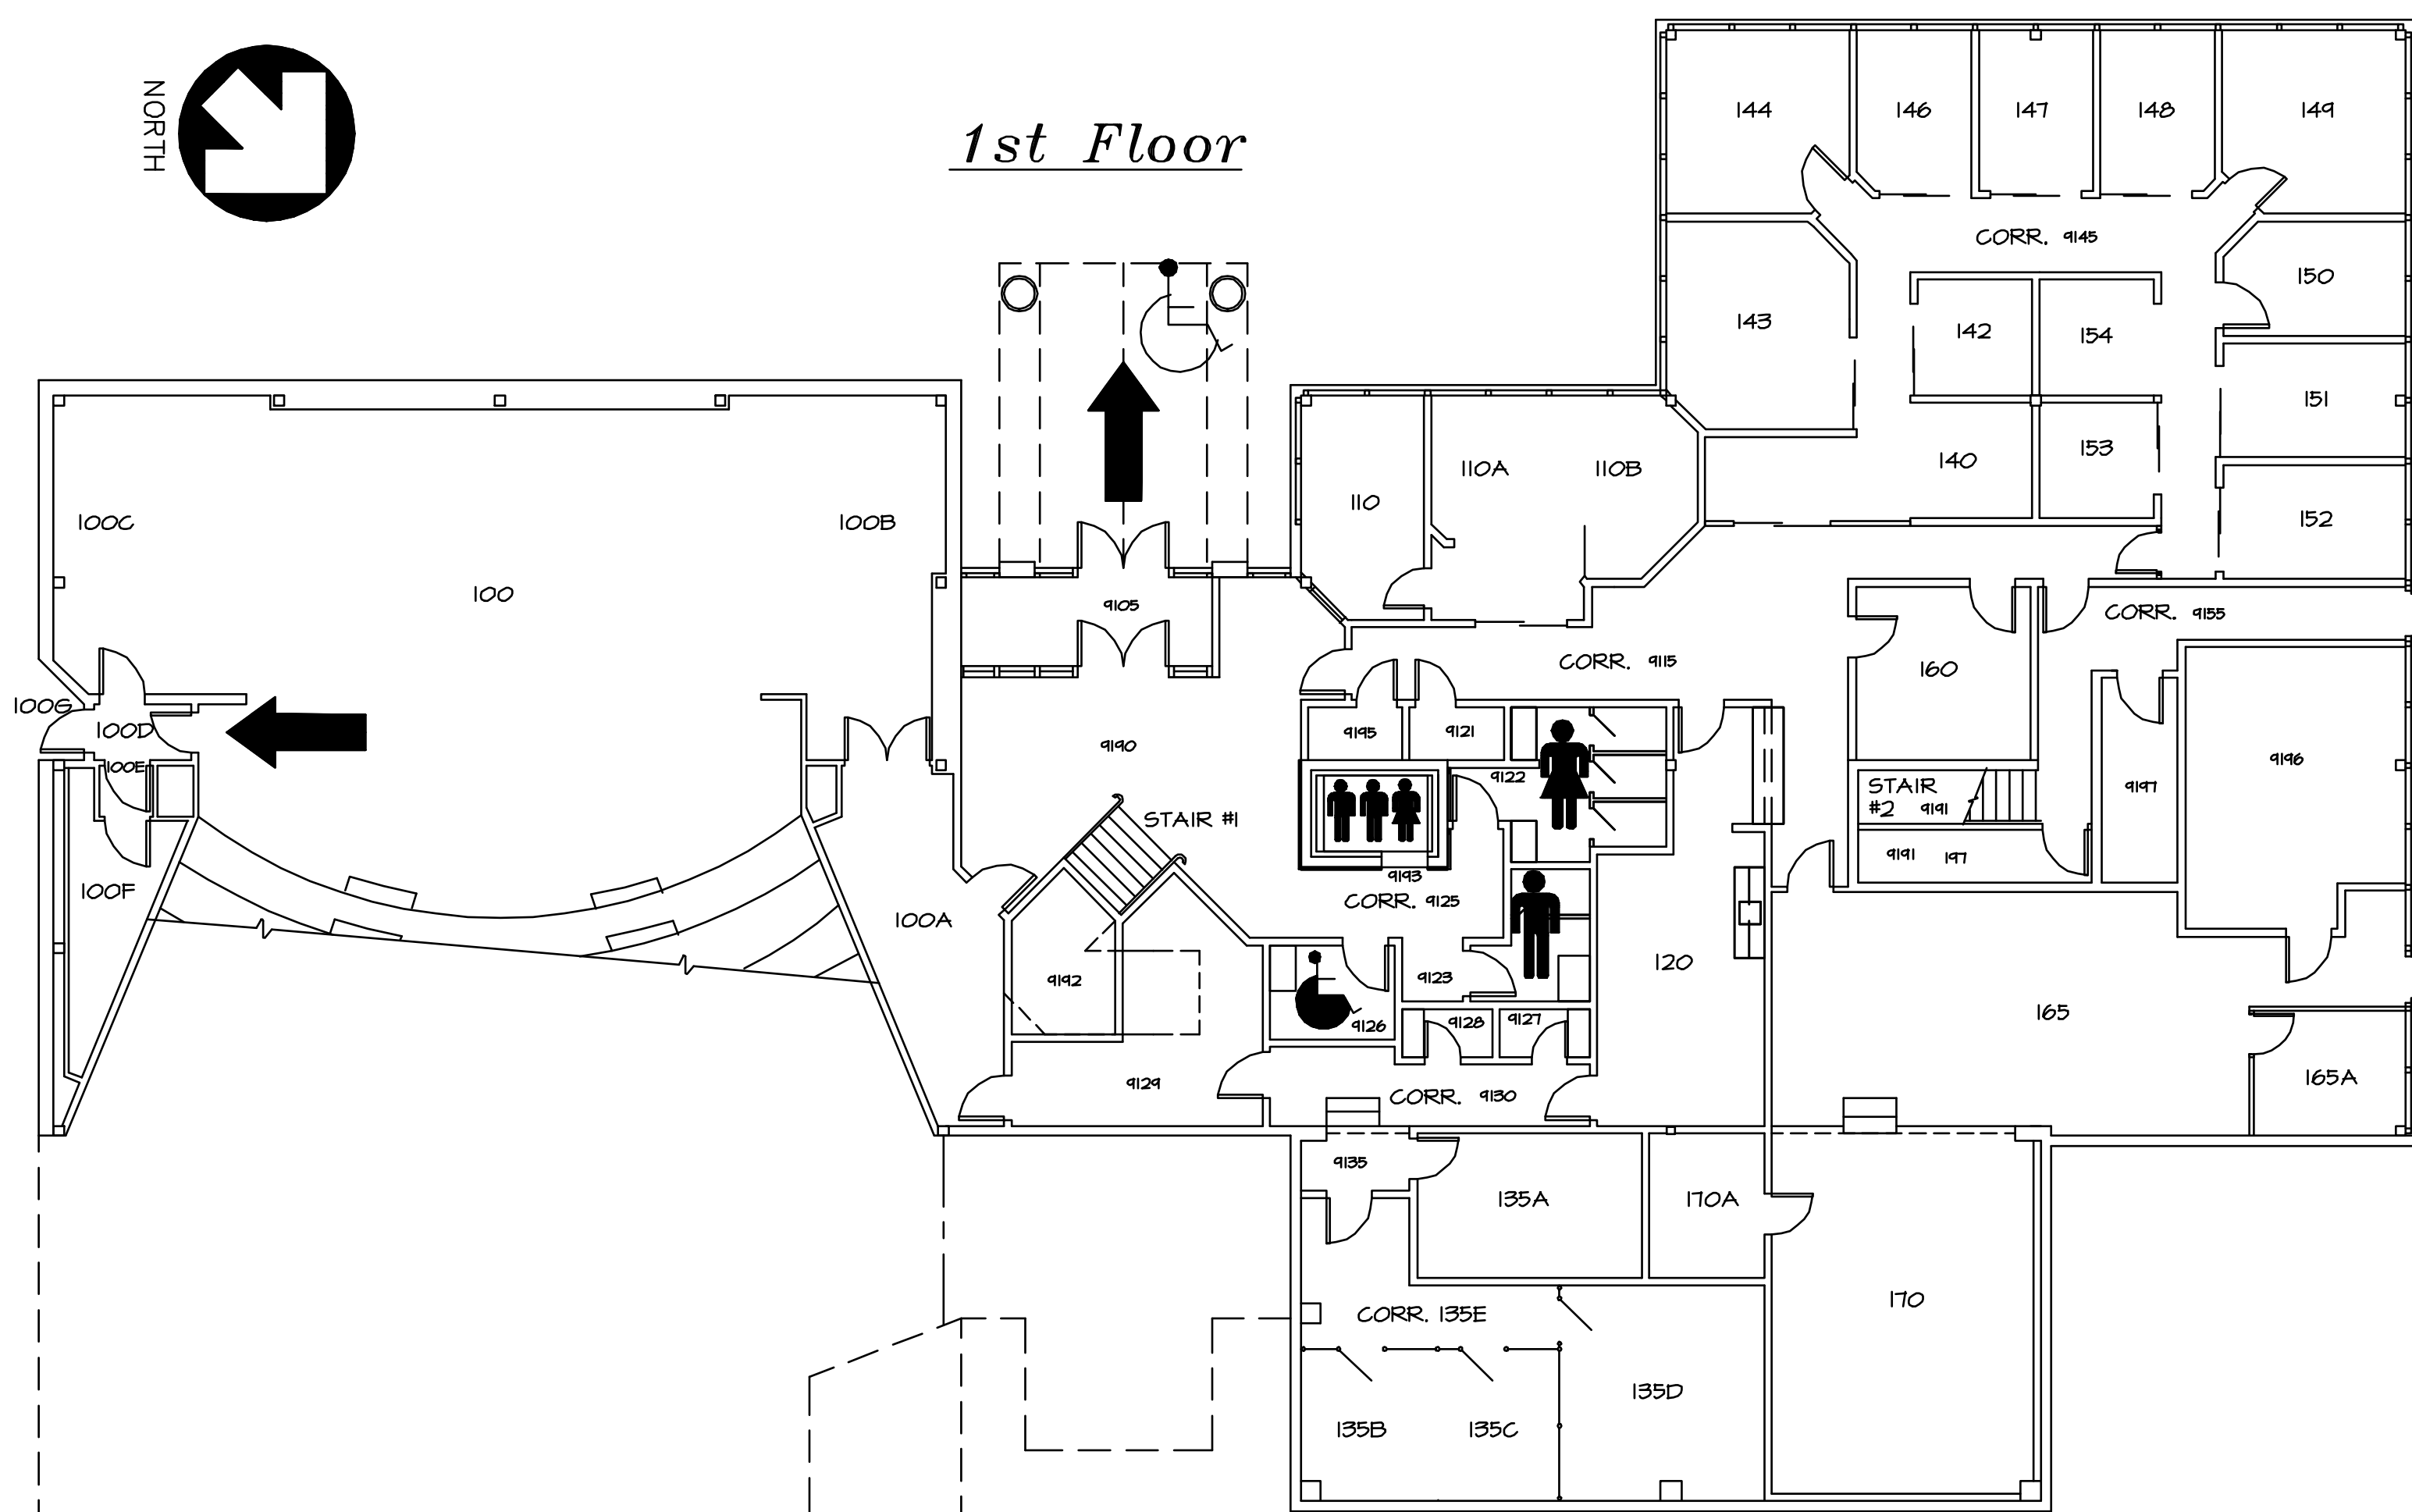 NORTH
1st Floor
144
146
147
148
149
CORR. 9145
150
143
142
154
151
153
140
152
110A
110B
110
100C
100B
100
9105
CORR. 9155
CORR. 9115
160
100G
100D
9190
9195
9121
9196
100E
9122
STAIR
#2 9191
9197
STAIR #1
9191 197
9193
CORR. 9125
100F
100A
120
9192
9123
9126
9128
9127
165
165A
9129
CORR. 9130
9135
135A
170A
170
CORR. 135E
135D
135B
135C